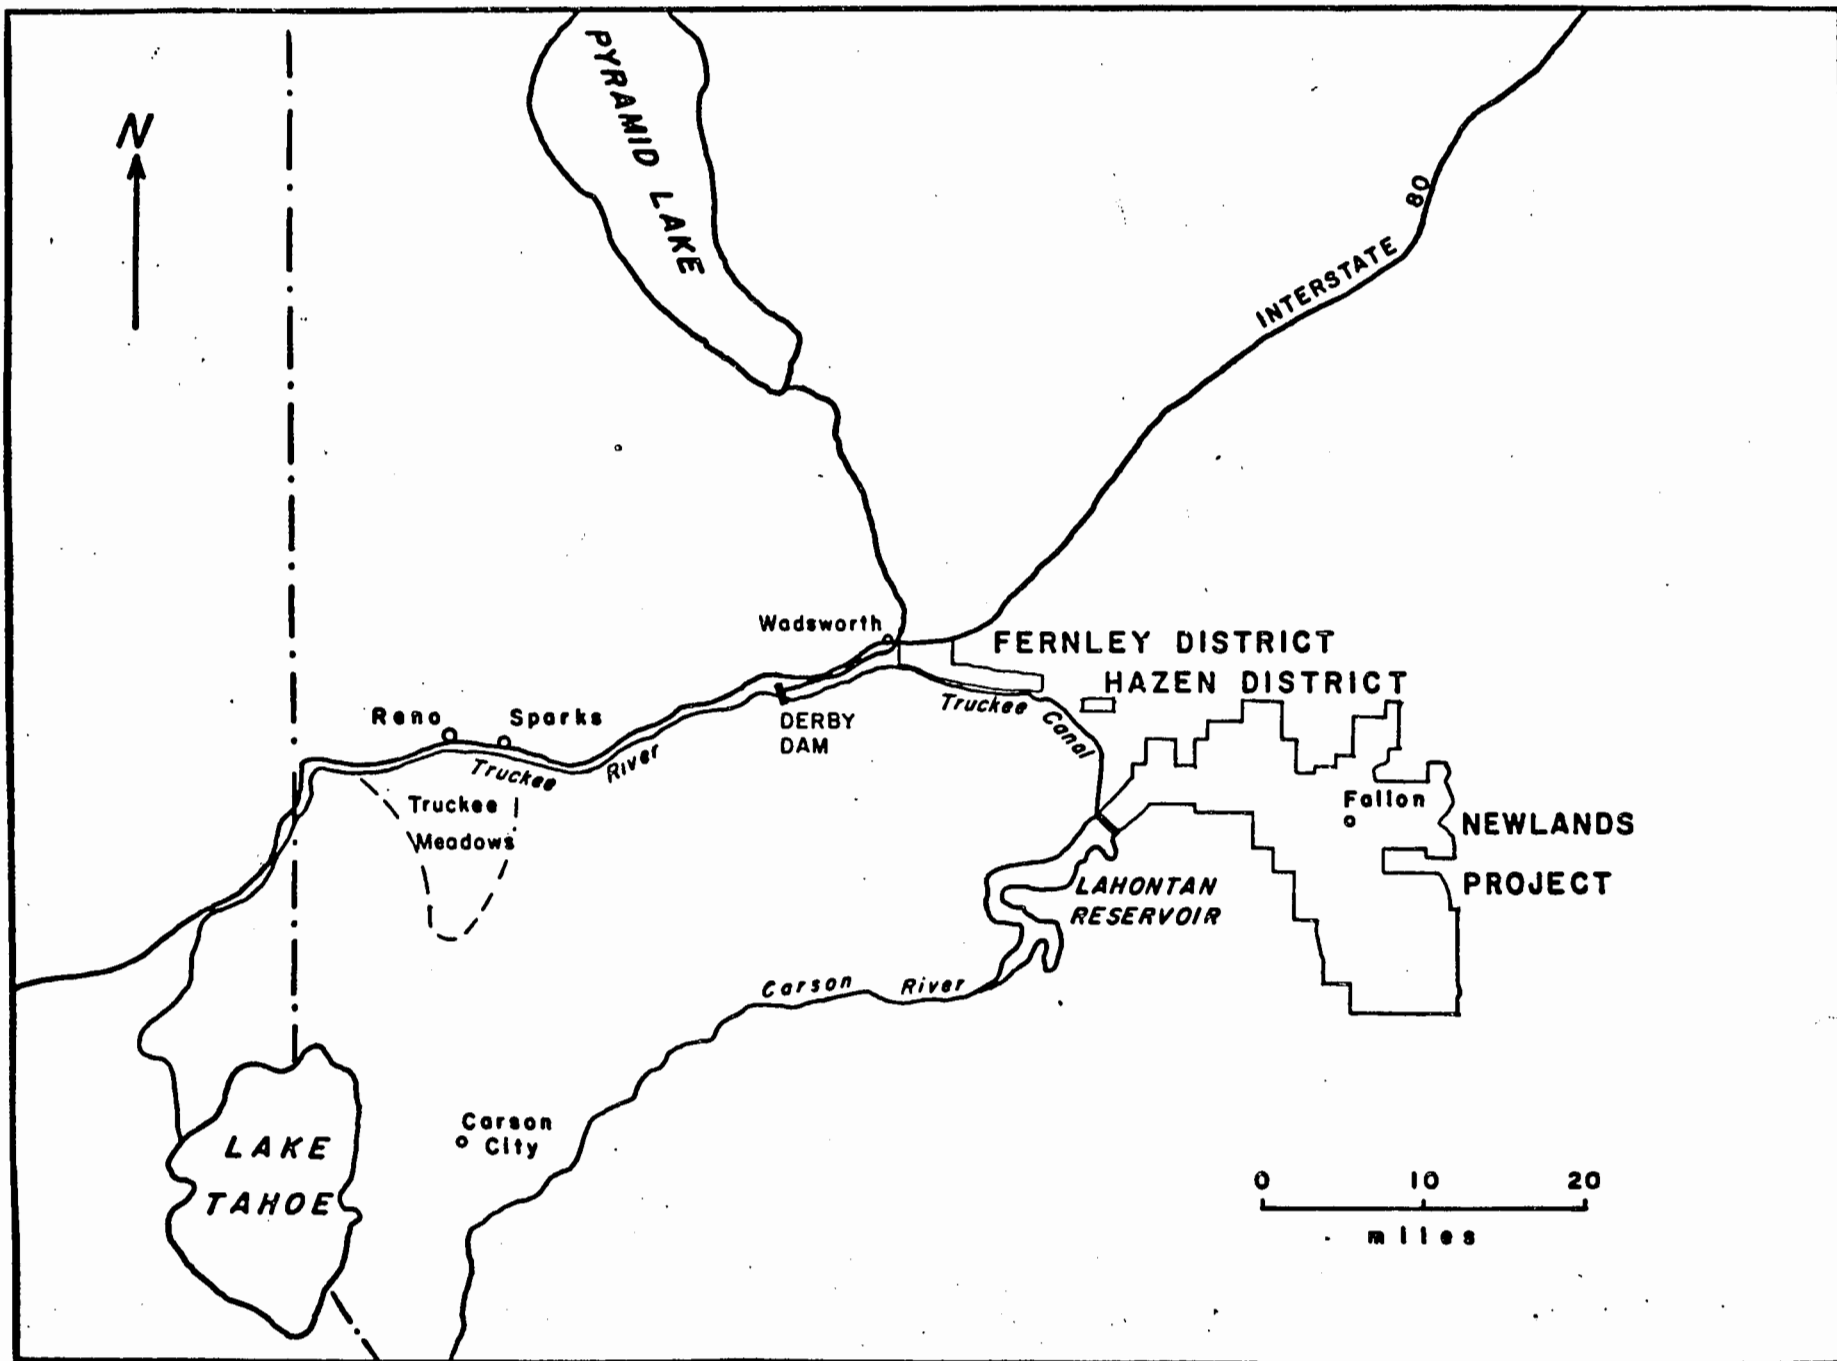 N
PYRAMID LAKE
INTERSTATE 80
Wadsworth
FERNLEY DISTRICT
HAZEN DISTRICT
Truckee Canal
Reno
Sparks
DERBY
DAM
Truckee River
Truckee
Meadows
Fallon
NEWLANDS
PROJECT
LAHONTAN
RESERVOIR
Carson River
Carson
City
LAKE
TAHOE
0 10 20
miles